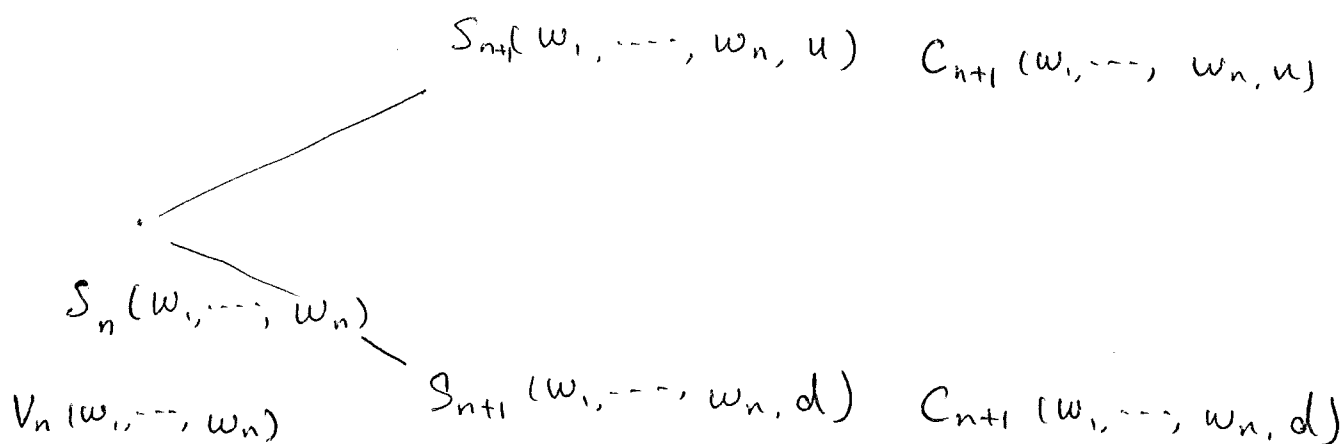 S_{n+1}(ω_1, ----, ω_n, u) C_{n+1} (ω_1, ---, ω_n, u)
S_n (ω_1, ----, ω_n)
S_{n+1} (ω_1, ----, ω_n, d) C_{n+1} (ω_1, ---, ω_n, d)
V_n (ω_1, ---, ω_n)